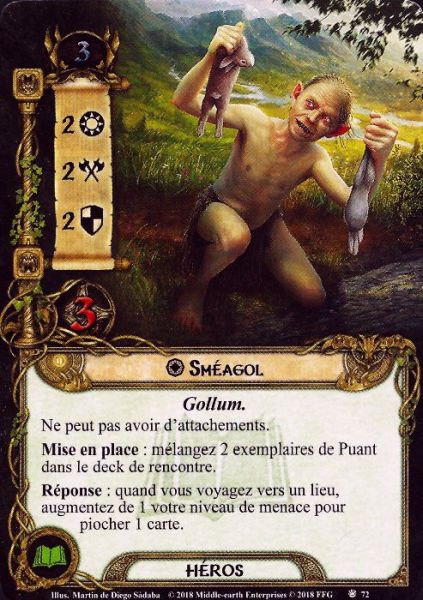 3
2
2
2
3
Sméagol
Gollum.
Ne peut pas avoir d'attachements.
Mise en place : mélangez 2 exemplaires de Puant
dans le deck de rencontre.
Réponse : quand vous voyagez vers un lieu,
augmentez de 1 votre niveau de menace pour
piocher 1 carte.
HÉROS
Illus. Martin de Diego Sádaba © 2018 Middle-earth Enterprises © 2018 FFG 72